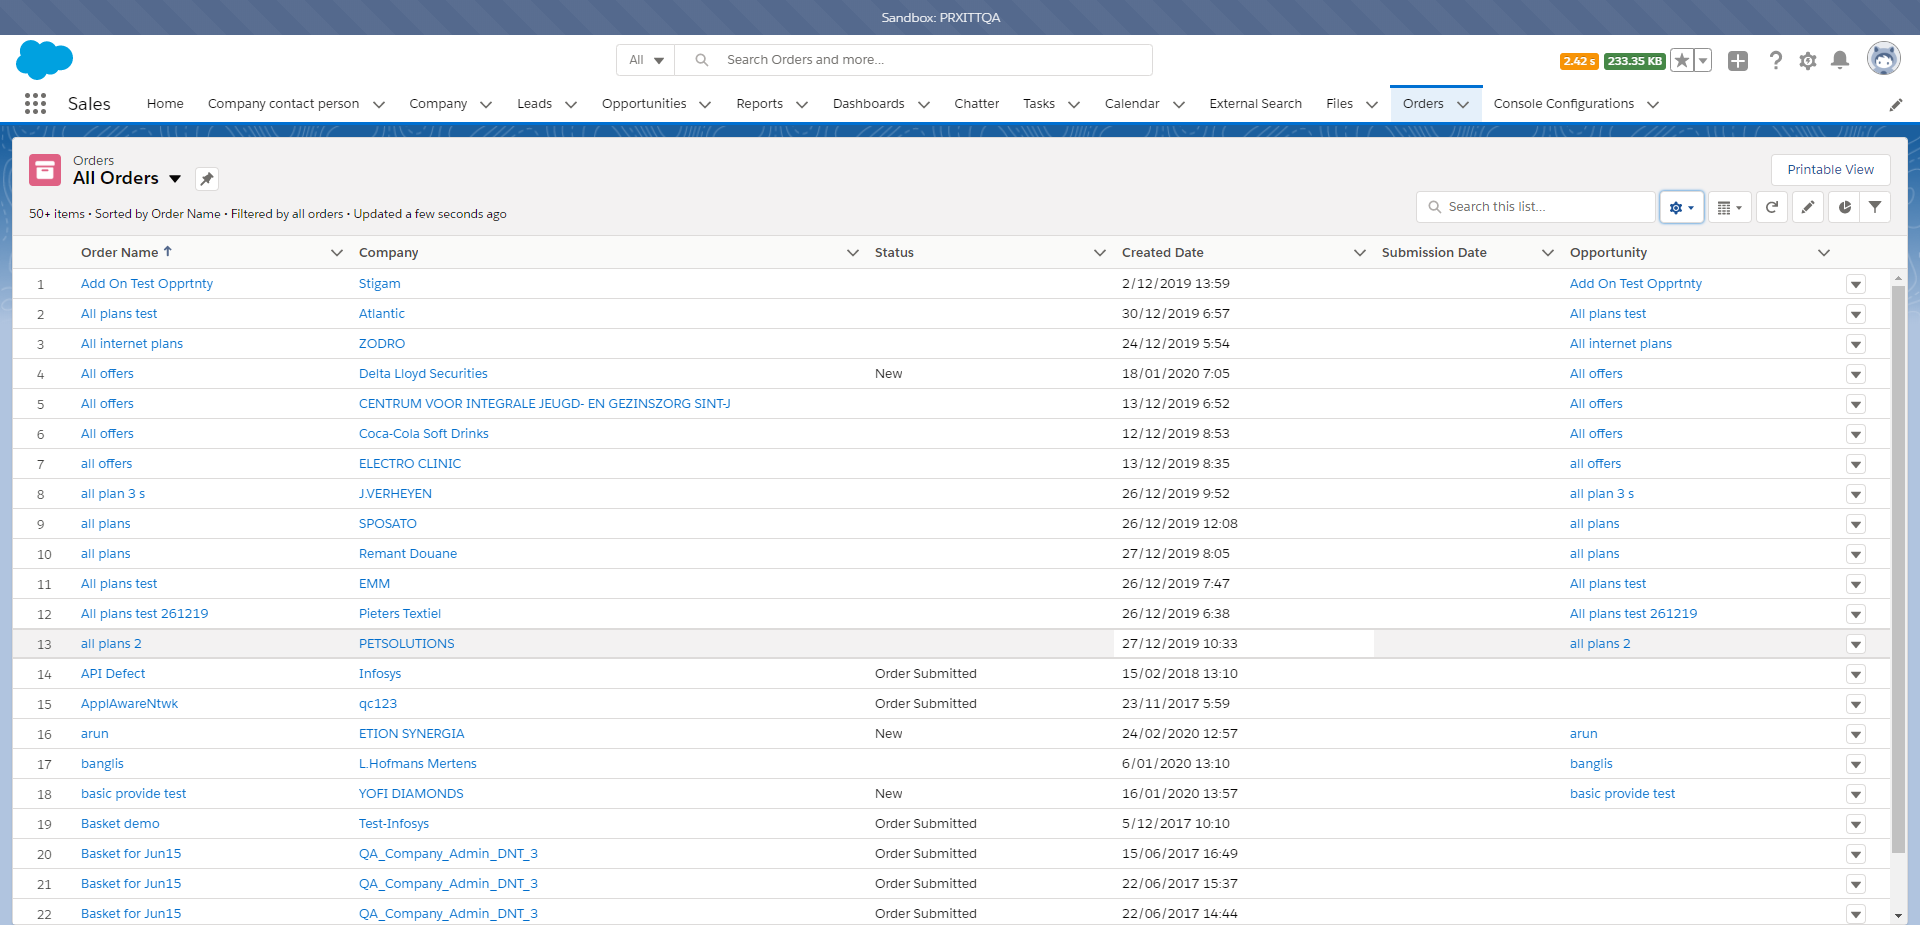 Sandbox: PRXITTQA
All Search Orders and more... 2.42 s 233.35 KB
Sales Home Company contact person Company Leads Opportunities Reports Dashboards Chatter Tasks Calendar External Search Files Orders Console Configurations
Orders
All Orders Printable View
50+ items • Sorted by Order Name • Filtered by all orders • Updated a few seconds ago Search this list...
Order Name Company Status Created Date Submission Date Opportunity
1 Add On Test Opprtnty Stigam 2/12/2019 13:59 Add On Test Opprtnty
2 All plans test Atlantic 30/12/2019 6:57 All plans test
3 All internet plans ZODRO 24/12/2019 5:54 All internet plans
4 All offers Delta Lloyd Securities New 18/01/2020 7:05 All offers
5 All offers CENTRUM VOOR INTEGRALE JEUGD- EN GEZINSZORG SINT-J 13/12/2019 6:52 All offers
6 All offers Coca-Cola Soft Drinks 12/12/2019 8:53 All offers
7 all offers ELECTRO CLINIC 13/12/2019 8:35 all offers
8 all plan 3 s J.VERHEYEN 26/12/2019 9:52 all plan 3 s
9 all plans SPOSATO 26/12/2019 12:08 all plans
10 all plans Remant Douane 27/12/2019 8:05 all plans
11 All plans test EMM 26/12/2019 7:47 All plans test
12 All plans test 261219 Pieters Textiel 26/12/2019 6:38 All plans test 261219
13 all plans 2 PETSOLUTIONS 27/12/2019 10:33 all plans 2
14 API Defect Infosys Order Submitted 15/02/2018 13:10
15 ApplAwareNtwk qc123 Order Submitted 23/11/2017 5:59
16 arun ETION SYNERGIA New 24/02/2020 12:57 arun
17 banglis L.Hofmans Mertens 6/01/2020 13:10 banglis
18 basic provide test YOFI DIAMONDS New 16/01/2020 13:57 basic provide test
19 Basket demo Test-Infosys Order Submitted 5/12/2017 10:10
20 Basket for Jun15 QA_Company_Admin_DNT_3 Order Submitted 15/06/2017 16:49
21 Basket for Jun15 QA_Company_Admin_DNT_3 Order Submitted 22/06/2017 15:37
22 Basket for Jun15 QA_Company_Admin_DNT_3 Order Submitted 22/06/2017 14:44